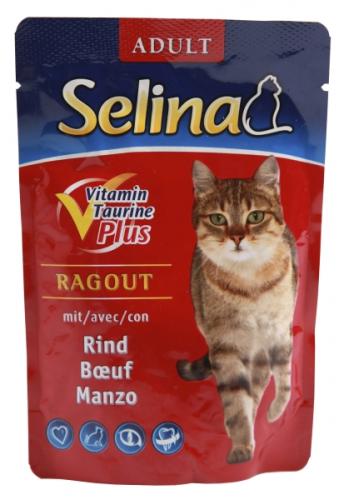 ADULT
Selina
Vitamin
Taurine
Plus
RAGOUT
mit/avec/con
Rind
Bœuf
Manzo